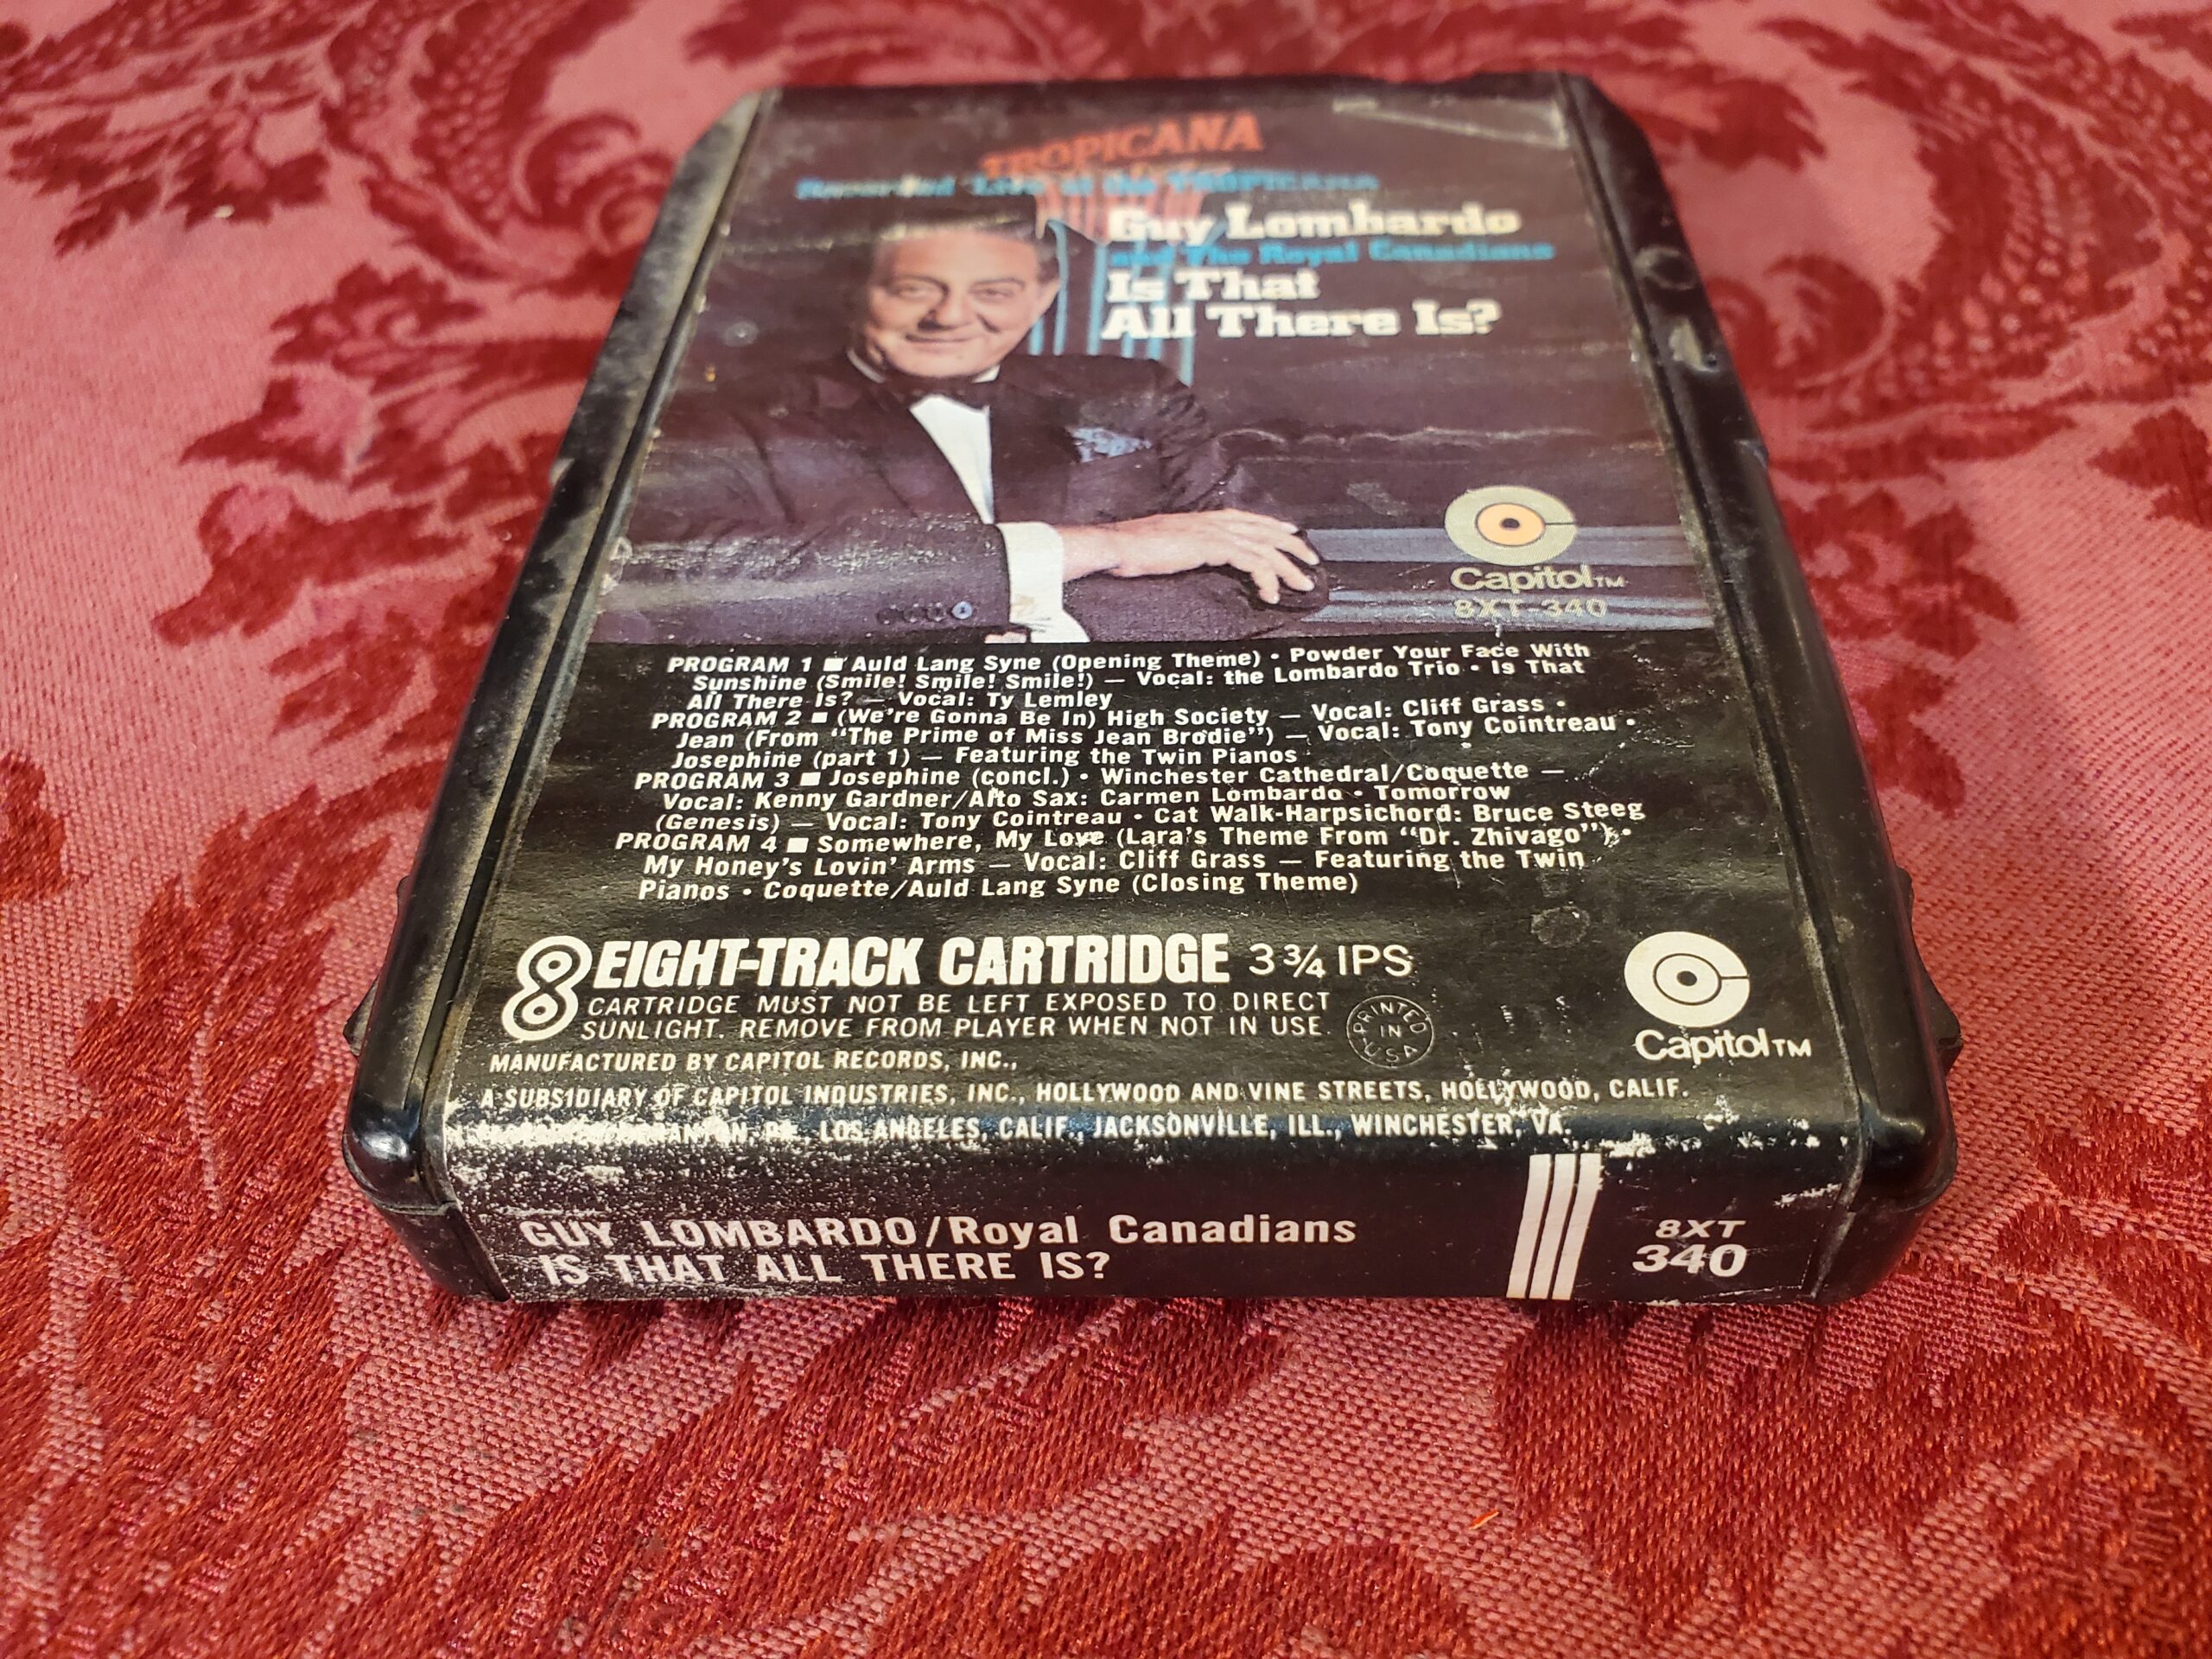 TROPICANA
Recorded "Live" at the TROPICANA
Guy Lombardo
and The Royal Canadians
Is That
All There Is?
Capitol™
8XT-340
PROGRAM 1 ■ Auld Lang Syne (Opening Theme) • Powder Your Face With
Sunshine (Smile! Smile! Smile!) — Vocal: the Lombardo Trio • Is That
All There Is? — Vocal: Ty Lemley
PROGRAM 2 ■ (We're Gonna Be In) High Society — Vocal: Cliff Grass •
Jean (From “The Prime of Miss Jean Brodie”) — Vocal: Tony Cointreau •
Josephine (part 1) — Featuring the Twin Pianos
PROGRAM 3 ■ Josephine (concl.) • Winchester Cathedral/Coquette —
Vocal: Kenny Gardner/Alto Sax: Carmen Lombardo • Tomorrow
(Genesis) — Vocal: Tony Cointreau • Cat Walk-Harpsichord: Bruce Steeg
PROGRAM 4 ■ Somewhere, My Love (Lara's Theme From “Dr. Zhivago”) •
My Honey's Lovin' Arms — Vocal: Cliff Grass — Featuring the Twin
Pianos • Coquette/Auld Lang Syne (Closing Theme)
8 EIGHT-TRACK CARTRIDGE 3 3/4 IPS
CARTRIDGE MUST NOT BE LEFT EXPOSED TO DIRECT
SUNLIGHT. REMOVE FROM PLAYER WHEN NOT IN USE.
PRINTED IN U.S.A.
Capitol™
MANUFACTURED BY CAPITOL RECORDS, INC.,
A SUBSIDIARY OF CAPITOL INDUSTRIES, INC., HOLLYWOOD AND VINE STREETS, HOLLYWOOD, CALIF.
LOS ANGELES, CALIF., JACKSONVILLE, ILL., WINCHESTER, VA.
GUY LOMBARDO/Royal Canadians
IS THAT ALL THERE IS?
8XT
340